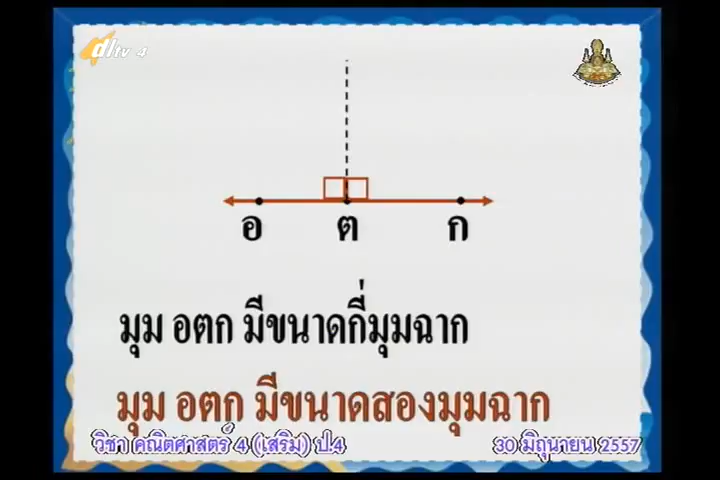 dltv 4
อ ต ก
มุม อตก มีขนาดกี่มุมฉาก
มุม อตก มีขนาดสองมุมฉาก
วิชา คณิตศาสตร์ 4 (เสริม) ป.4 30 มิถุนายน 2557